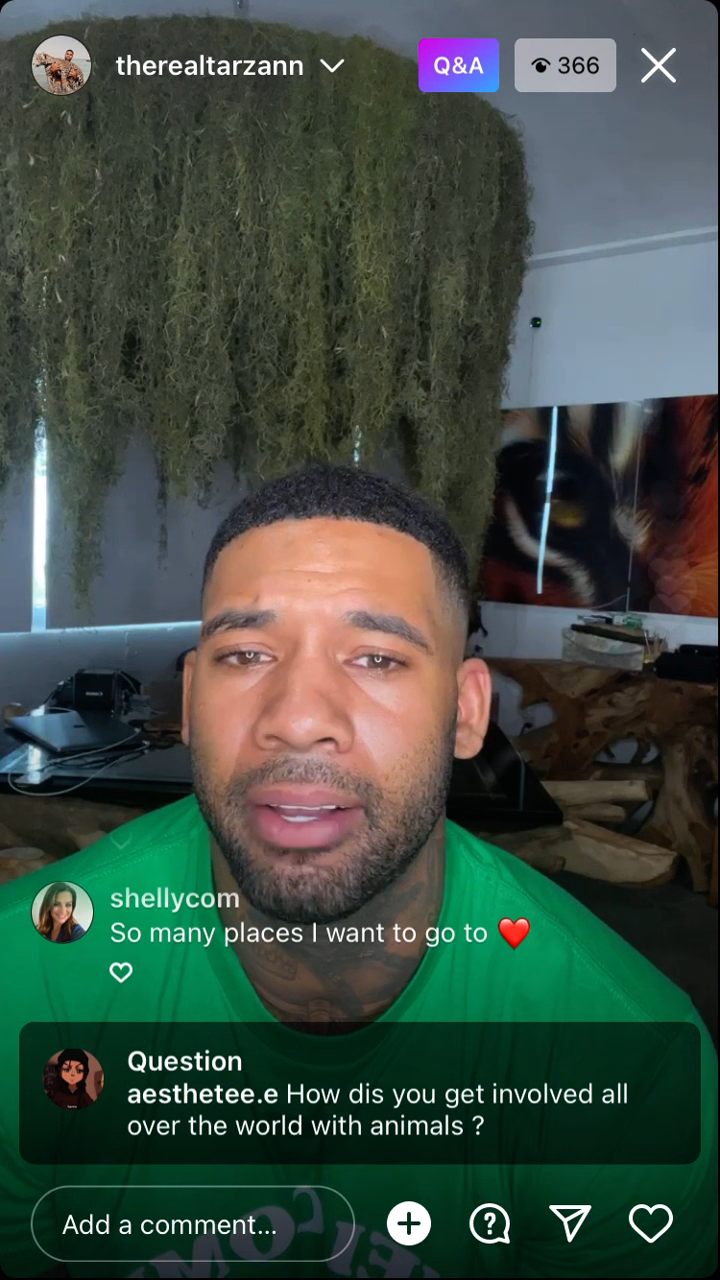 therealtarzann
Q&A
366
shellycom
So many places I want to go to ❤️
Question
aesthetee.e How dis you get involved all
over the world with animals ?
Add a comment...